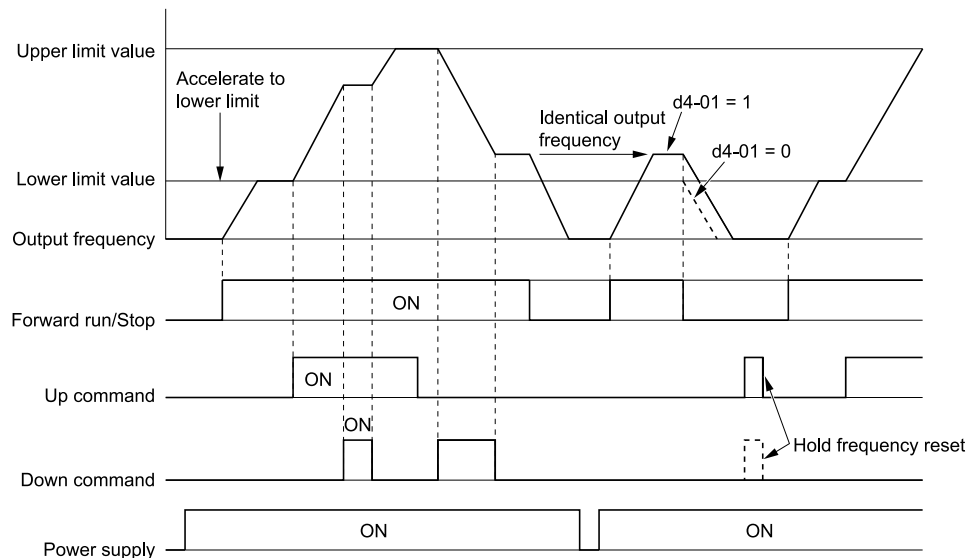 Upper limit value
Accelerate to
lower limit
Identical output
frequency
d4-01 = 1
d4-01 = 0
Lower limit value
Output frequency
ON
Forward run/Stop
ON
Up command
ON
Hold frequency reset
Down command
ON
ON
Power supply